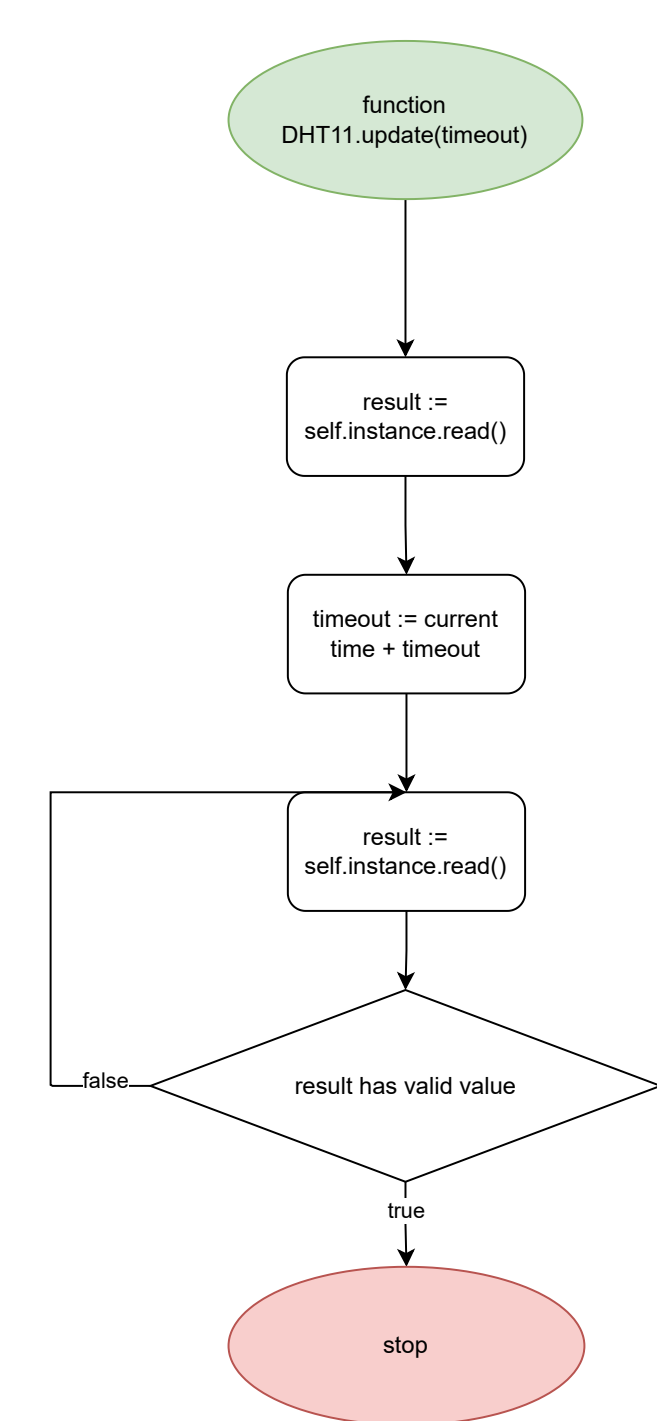 function
DHT11.update(timeout)
result :=
self.instance.read()
timeout := current
time + timeout
result :=
self.instance.read()
false
result has valid value
true
stop